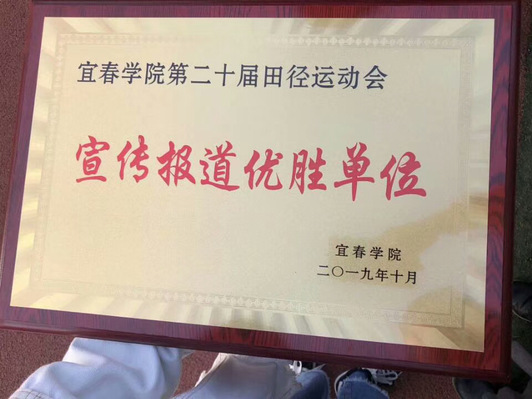 宜春学院第二十届田径运动会
宣传报道优胜单位
宜春学院
二〇一九年十月